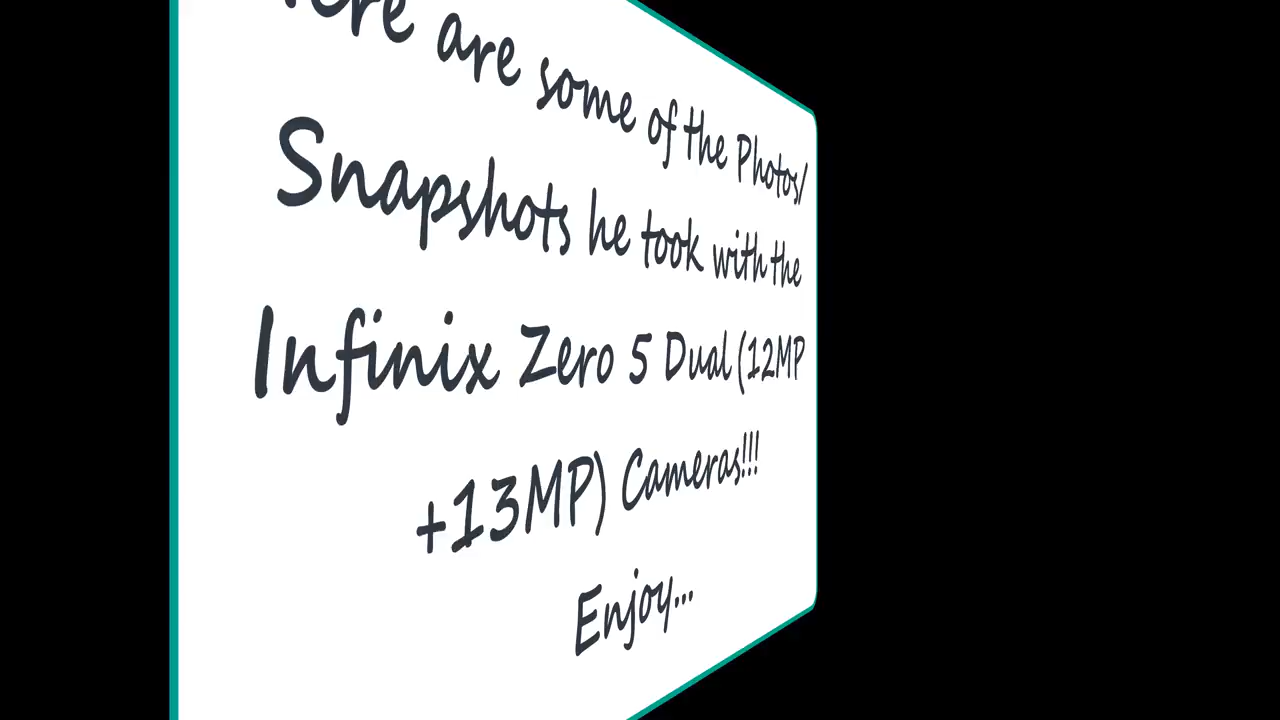 are some of the Photos/
Snapshots he took with the
Infinix Zero 5 Dual (12MP
+13MP) Cameras!!!
Enjoy...